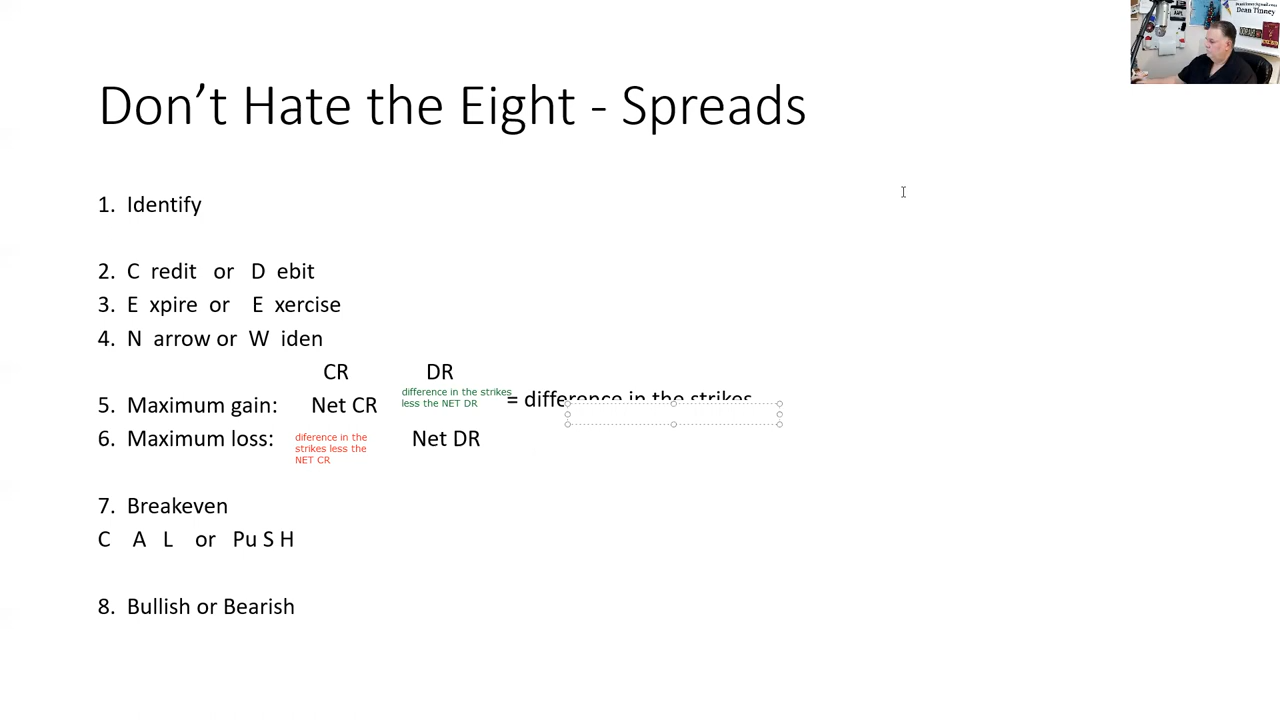 Dean Tinney
Don't Hate the Eight - Spreads
1. Identify
2. C redit or D ebit
3. E xpire or E xercise
4. N arrow or W iden
CR DR
5. Maximum gain: Net CR difference in the strikes less the NET DR = difference in the strikes
6. Maximum loss: diference in the strikes less the NET CR Net DR
7. Breakeven
C A L or Pu S H
8. Bullish or Bearish